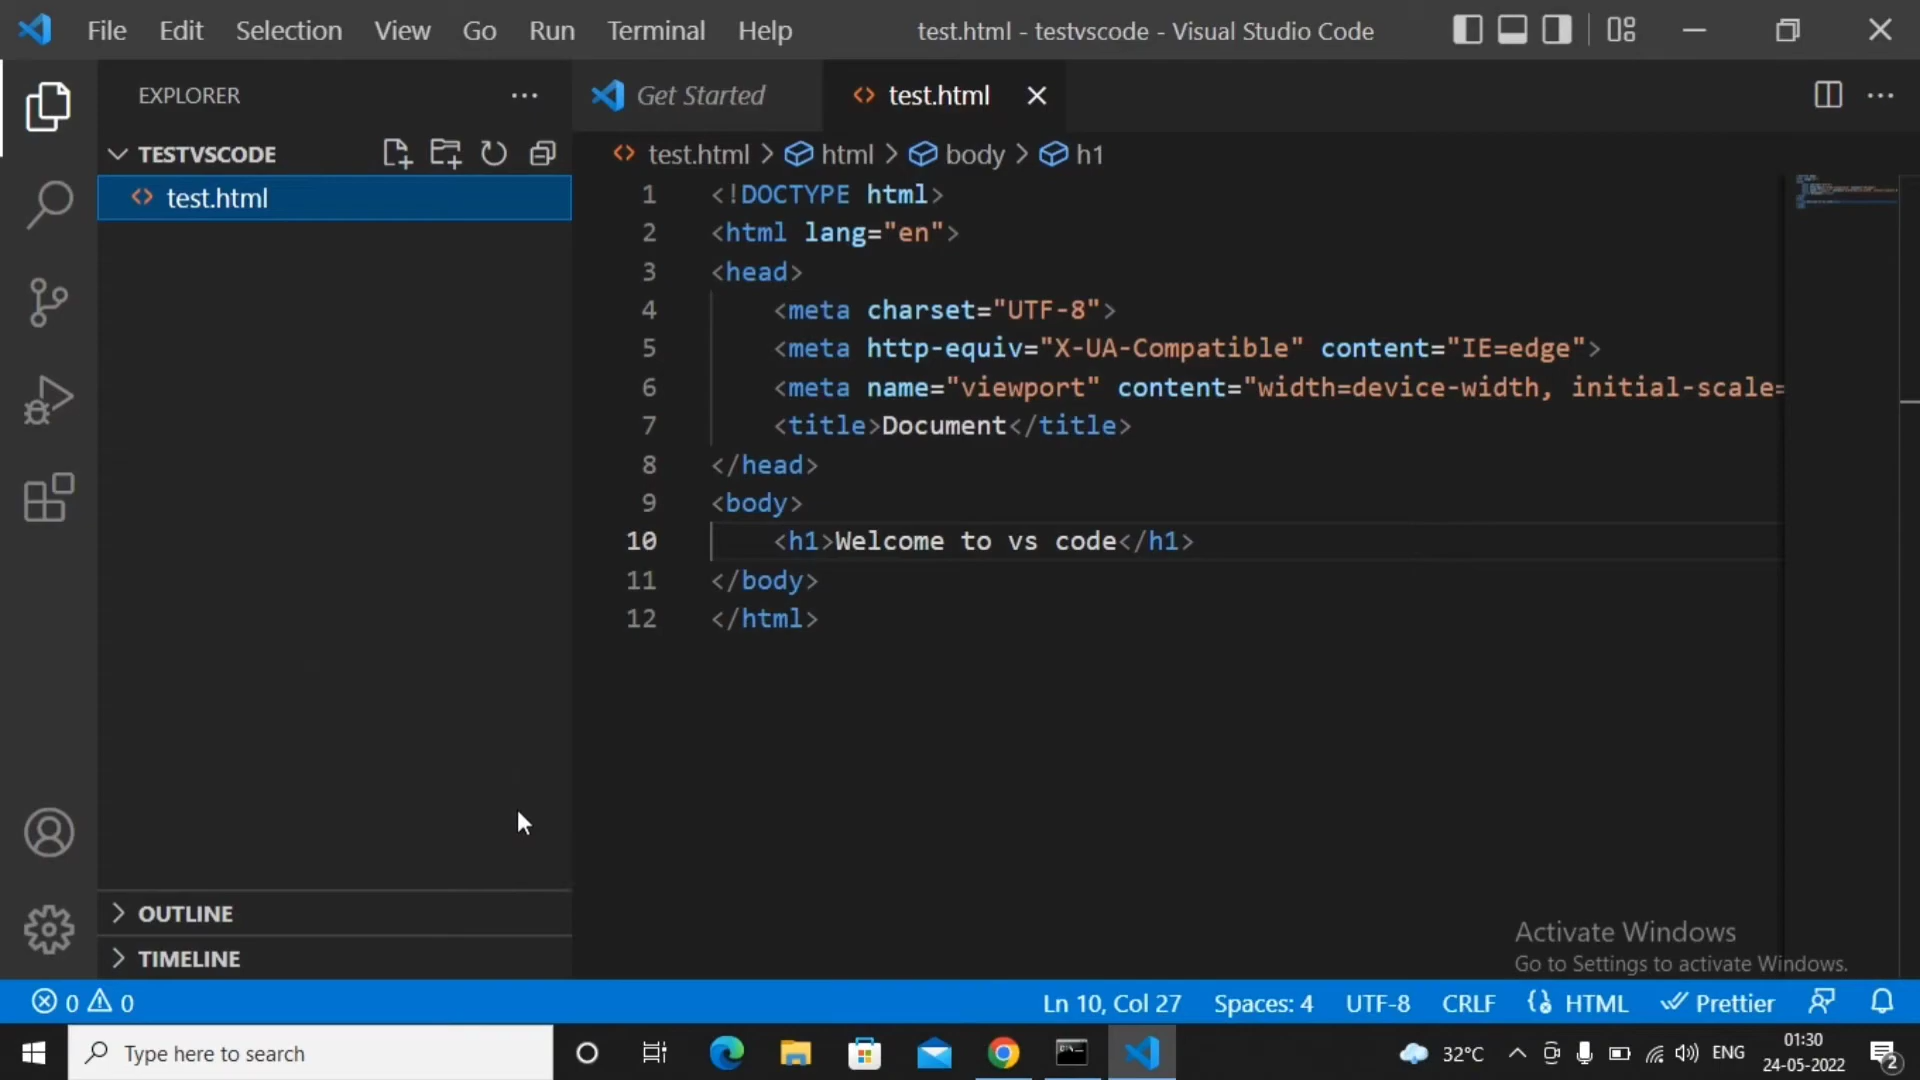 File Edit Selection View Go Run Terminal Help test.html - testvscode - Visual Studio Code
EXPLORER
Get Started test.html
TESTVSCODE
test.html > html > body > h1
test.html
1 <!DOCTYPE html>
2 <html lang="en">
3 <head>
4 <meta charset="UTF-8">
5 <meta http-equiv="X-UA-Compatible" content="IE=edge">
6 <meta name="viewport" content="width=device-width, initial-scale=
7 <title>Document</title>
8 </head>
9 <body>
10 <h1>Welcome to vs code</h1>
11 </body>
12 </html>
OUTLINE
TIMELINE
Activate Windows
Go to Settings to activate Windows.
0 0 Ln 10, Col 27 Spaces: 4 UTF-8 CRLF HTML Prettier
Type here to search 32°C ENG 01:30
24-05-2022 2